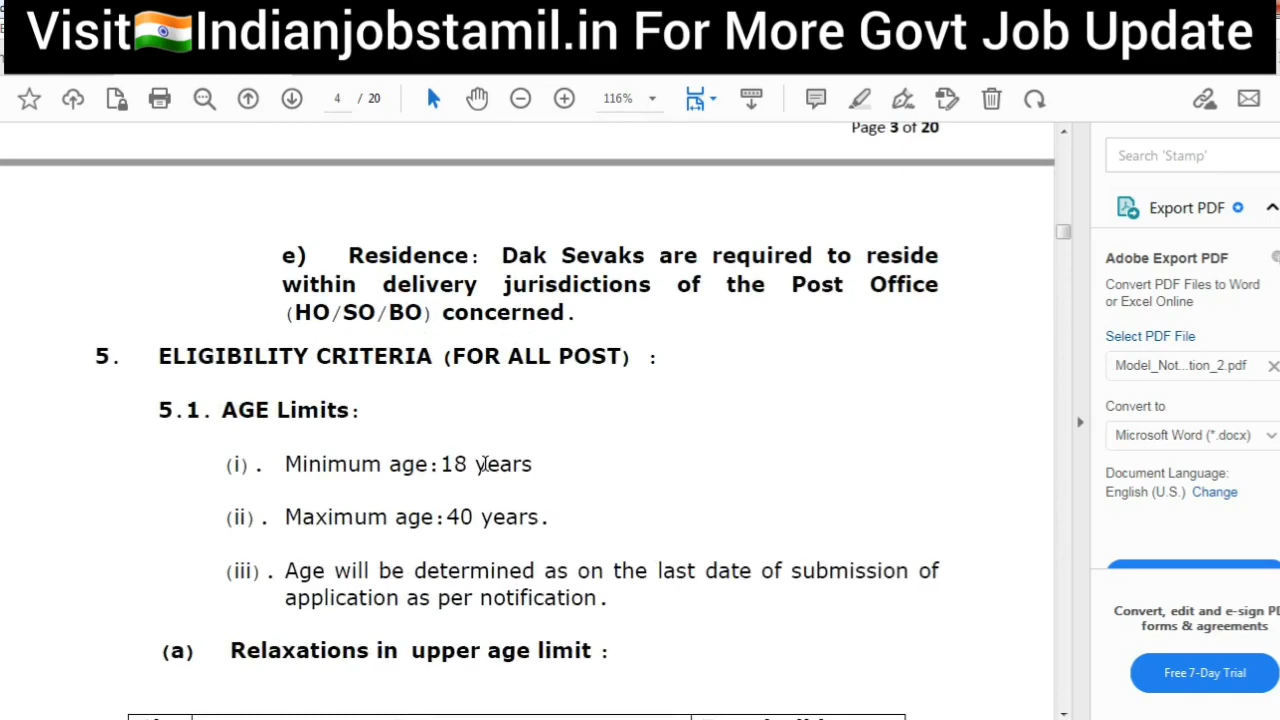 Visit🇮🇳Indianjobstamil.in For More Govt Job Update
4 / 20
116%
Page 3 of 20
e) Residence: Dak Sevaks are required to reside
within delivery jurisdictions of the Post Office
(HO/SO/BO) concerned.
5. ELIGIBILITY CRITERIA (FOR ALL POST) :
5.1. AGE Limits:
(i). Minimum age:18 years
(ii). Maximum age:40 years.
(iii). Age will be determined as on the last date of submission of
application as per notification.
(a) Relaxations in upper age limit :
Search 'Stamp'
Export PDF
Adobe Export PDF
Convert PDF Files to Word
or Excel Online
Select PDF File
Model_Not...tion_2.pdf
Convert to
Microsoft Word (*.docx)
Document Language:
English (U.S.) Change
Convert, edit and e-sign PD
forms & agreements
Free 7-Day Trial